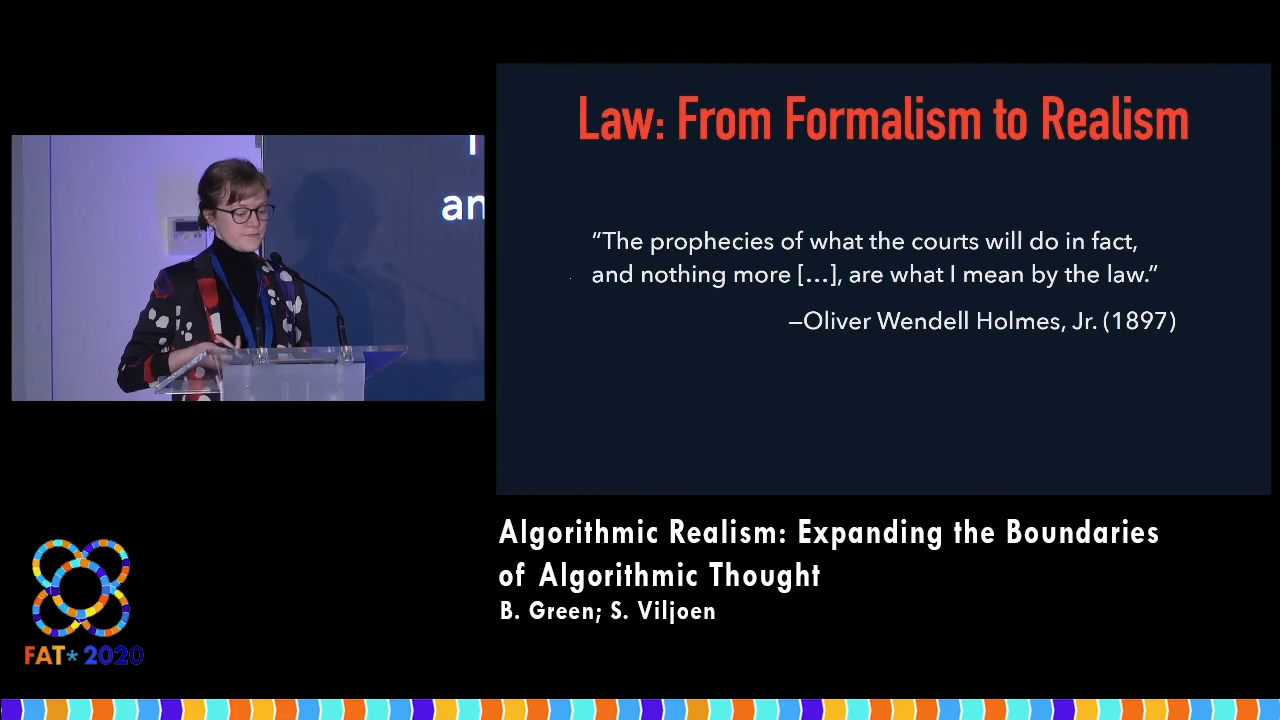 an
Law: From Formalism to Realism
“The prophecies of what the courts will do in fact,
and nothing more […], are what I mean by the law.”
—Oliver Wendell Holmes, Jr. (1897)
Algorithmic Realism: Expanding the Boundaries
of Algorithmic Thought
B. Green; S. Viljoen
FAT* 2020